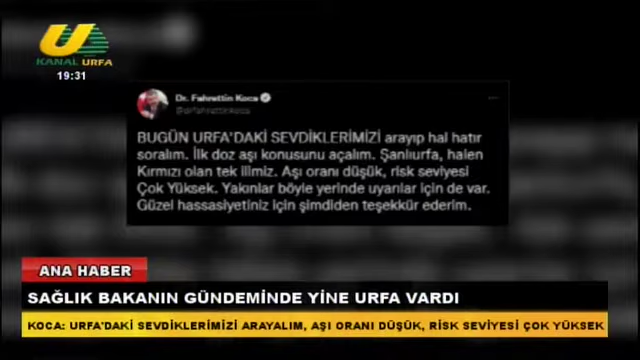 KANAL URFA
19:31
Dr. Fahrettin Koca
@drfahrettinkoca
BUGÜN URFA'DAKİ SEVDİKLERİMİZİ arayıp hal hatır
soralım. İlk doz aşı konusunu açalım. Şanlıurfa, halen
Kırmızı olan tek ilimiz. Aşı oranı düşük, risk seviyesi
Çok Yüksek. Yakınlar böyle yerinde uyarılar için de var.
Güzel hassasiyetiniz için şimdiden teşekkür ederim.
ANA HABER
SAĞLIK BAKANIN GÜNDEMİNDE YİNE URFA VARDI
KOCA: URFA'DAKİ SEVDİKLERİMİZİ ARAYALIM, AŞI ORANI DÜŞÜK, RİSK SEVİYESİ ÇOK YÜKSEK